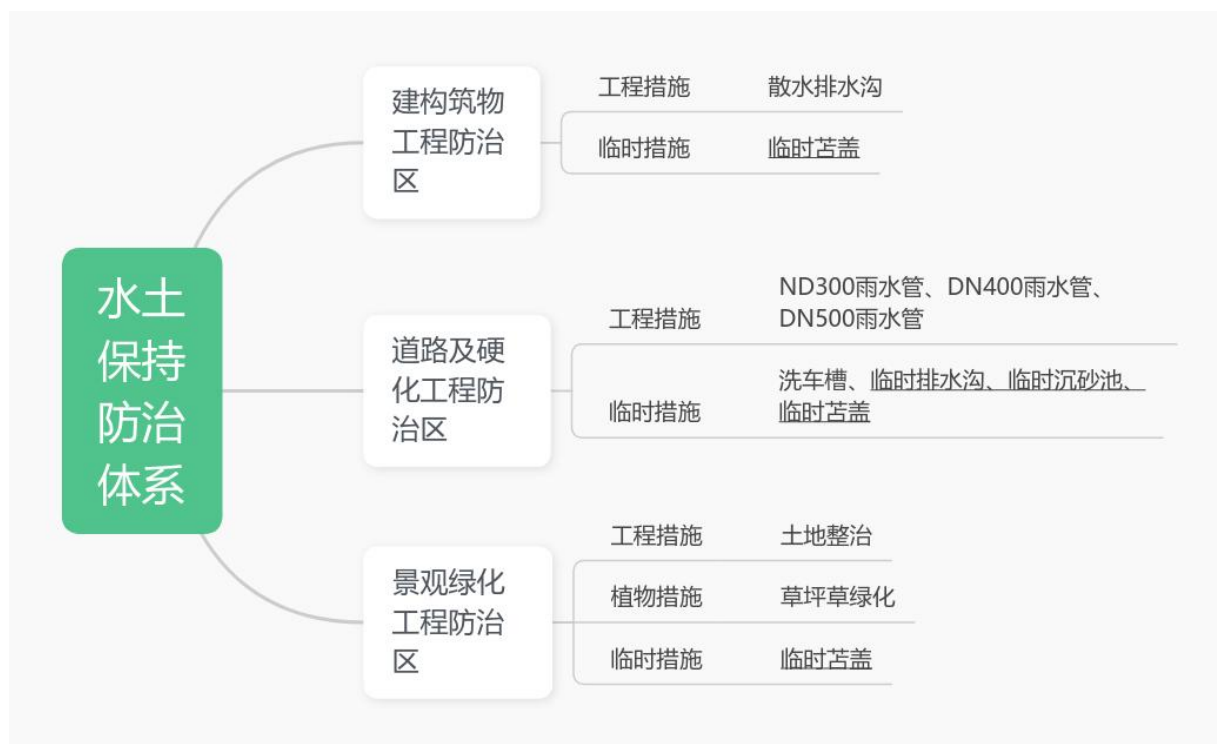 水土
保持
防治
体系
建构筑物
工程防治
区
工程措施
散水排水沟
临时措施
临时苫盖
道路及硬
化工程防
治区
工程措施
ND300雨水管、DN400雨水管、
DN500雨水管
临时措施
洗车槽、临时排水沟、临时沉砂池、
临时苫盖
景观绿化
工程防治
区
工程措施
土地整治
植物措施
草坪草绿化
临时措施
临时苫盖